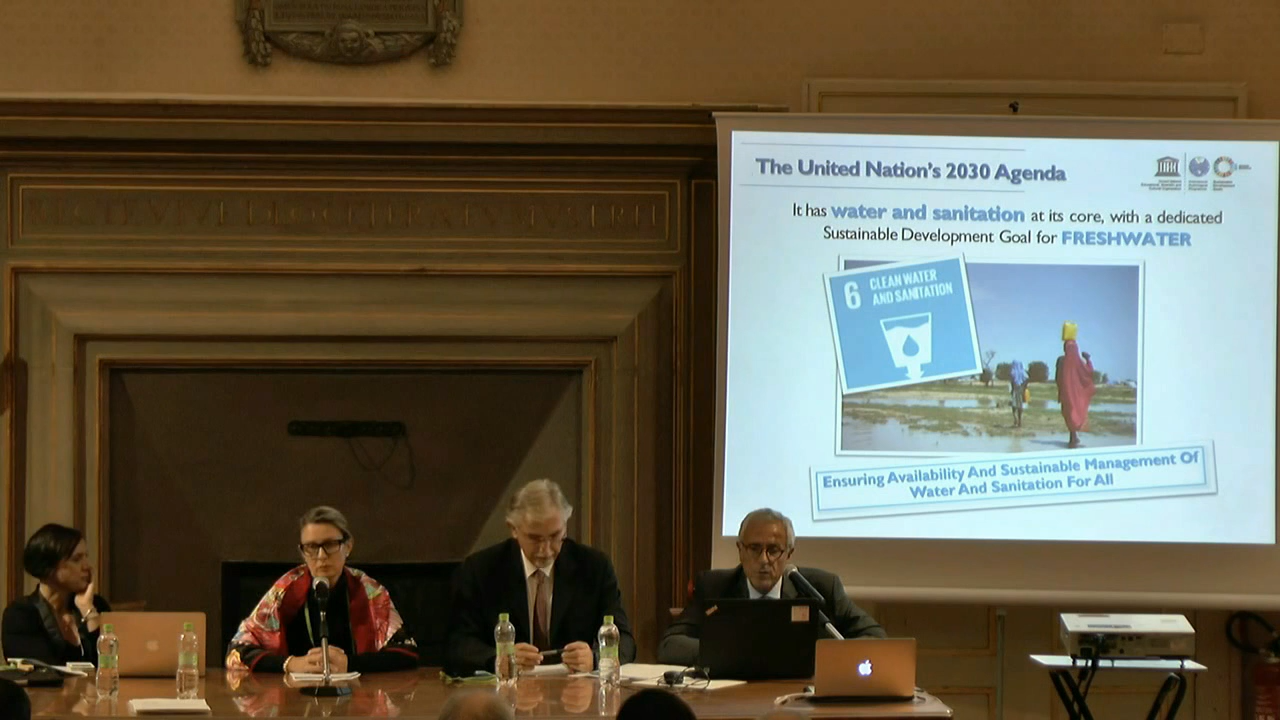 The United Nation's 2030 Agenda
It has water and sanitation at its core, with a dedicated
Sustainable Development Goal for FRESHWATER
6 CLEAN WATER
AND SANITATION
Ensuring Availability And Sustainable Management Of
Water And Sanitation For All